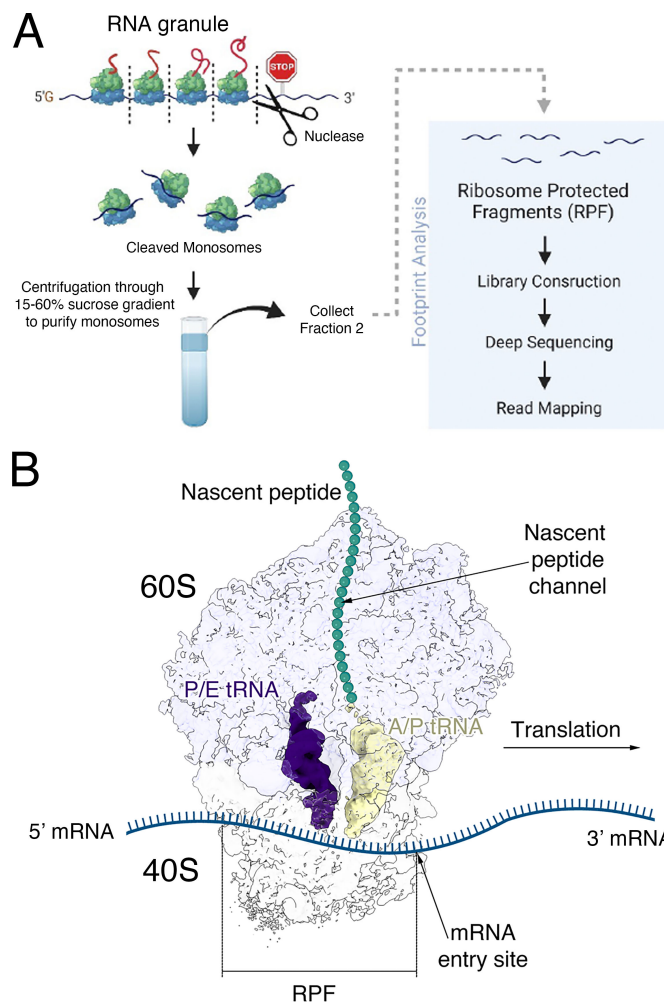 A
RNA granule
STOP
5'G
3'
Nuclease
Cleaved Monosomes
Centrifugation through
15-60% sucrose gradient
to purify monosomes
Collect
Fraction 2
Footprint Analysis
Ribosome Protected
Fragments (RPF)
Library Consruction
Deep Sequencing
Read Mapping
B
Nascent peptide
Nascent
peptide
channel
60S
P/E tRNA
A/P tRNA
Translation
5' mRNA
3' mRNA
40S
mRNA
entry site
RPF